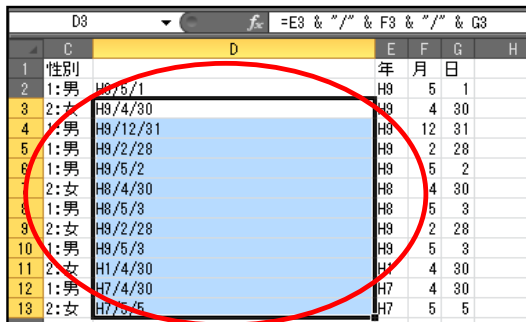 D3 fx =E3 & "/" & F3 & "/" & G3
C D E F G H
1 性別 年 月 日
2 1:男 H9/5/1 H9 5 1
3 2:女 H9/4/30 H9 4 30
4 1:男 H9/12/31 H9 12 31
5 1:男 H9/2/28 H9 2 28
6 1:男 H9/5/2 H9 5 2
7 2:女 H8/4/30 H8 4 30
8 1:男 H8/5/3 H8 5 3
9 2:女 H9/2/28 H9 2 28
10 1:男 H9/5/3 H9 5 3
11 2:女 H1/4/30 H1 4 30
12 1:男 H7/4/30 H7 4 30
13 2:女 H7/5/5 H7 5 5